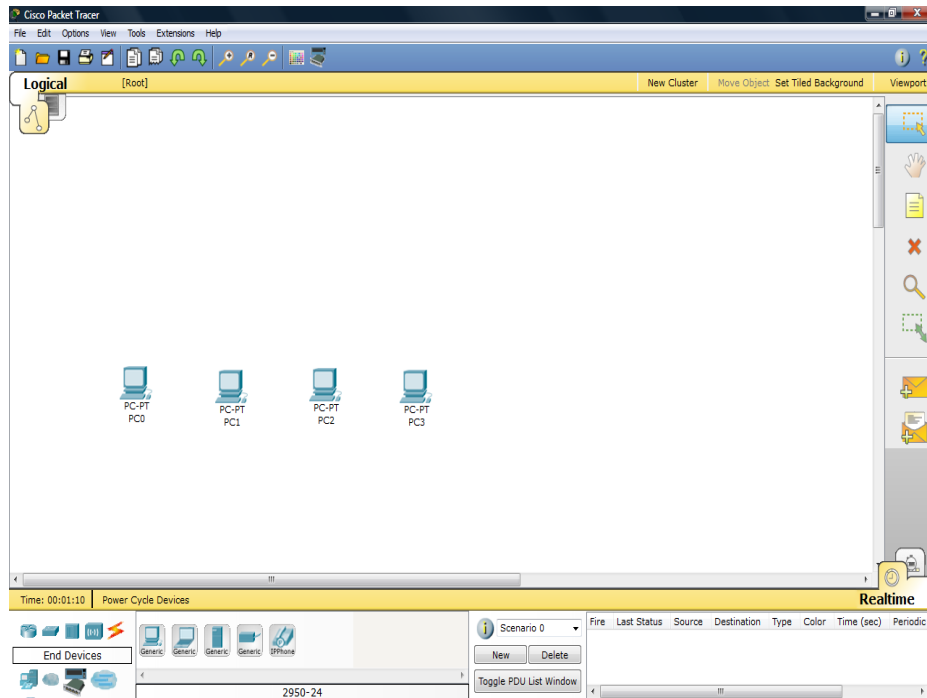 Cisco Packet Tracer
File Edit Options View Tools Extensions Help
Logical [Root] New Cluster Move Object Set Tiled Background Viewport
PC-PT PC-PT PC-PT PC-PT
PC0 PC1 PC2 PC3
Time: 00:01:10 Power Cycle Devices Realtime
Scenario 0 Fire Last Status Source Destination Type Color Time (sec) Periodic
Generic Generic Generic Generic IPPhone
End Devices New Delete
Toggle PDU List Window
2950-24